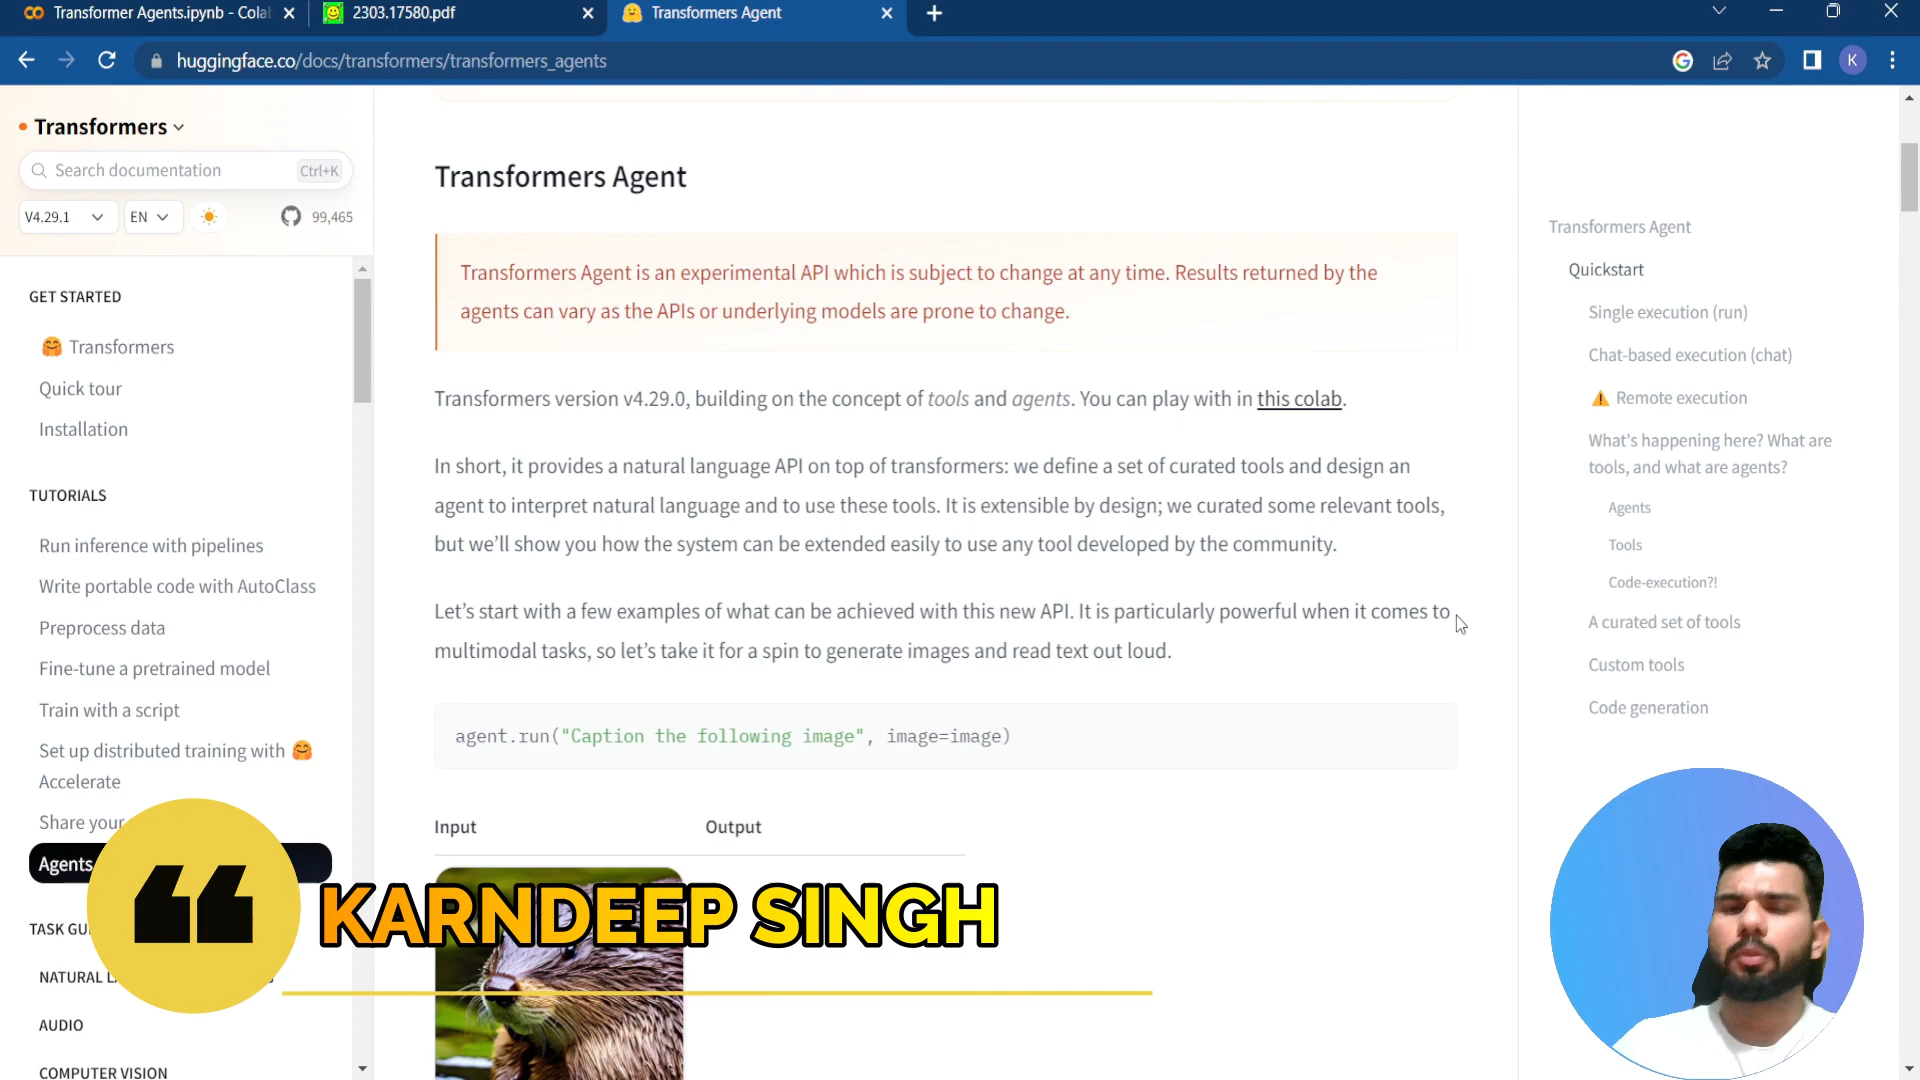 Transformer Agents.ipynb - Cola
2303.17580.pdf
Transformers Agent
huggingface.co/docs/transformers/transformers_agents
K
Transformers
Search documentation
Ctrl+K
V4.29.1
EN
99,465
GET STARTED
Transformers
Quick tour
Installation
TUTORIALS
Run inference with pipelines
Write portable code with AutoClass
Preprocess data
Fine-tune a pretrained model
Train with a script
Set up distributed training with
Accelerate
Share your
Agents
TASK GU
NATURAL L
AUDIO
COMPUTER VISION
Transformers Agent
Transformers Agent is an experimental API which is subject to change at any time. Results returned by the
agents can vary as the APIs or underlying models are prone to change.
Transformers version v4.29.0, building on the concept of tools and agents. You can play with in this colab.
In short, it provides a natural language API on top of transformers: we define a set of curated tools and design an
agent to interpret natural language and to use these tools. It is extensible by design; we curated some relevant tools,
but we’ll show you how the system can be extended easily to use any tool developed by the community.
Let’s start with a few examples of what can be achieved with this new API. It is particularly powerful when it comes to
multimodal tasks, so let’s take it for a spin to generate images and read text out loud.
agent.run("Caption the following image", image=image)
Input Output
KARNDEEP SINGH
Transformers Agent
Quickstart
Single execution (run)
Chat-based execution (chat)
Remote execution
What's happening here? What are
tools, and what are agents?
Agents
Tools
Code-execution?!
A curated set of tools
Custom tools
Code generation